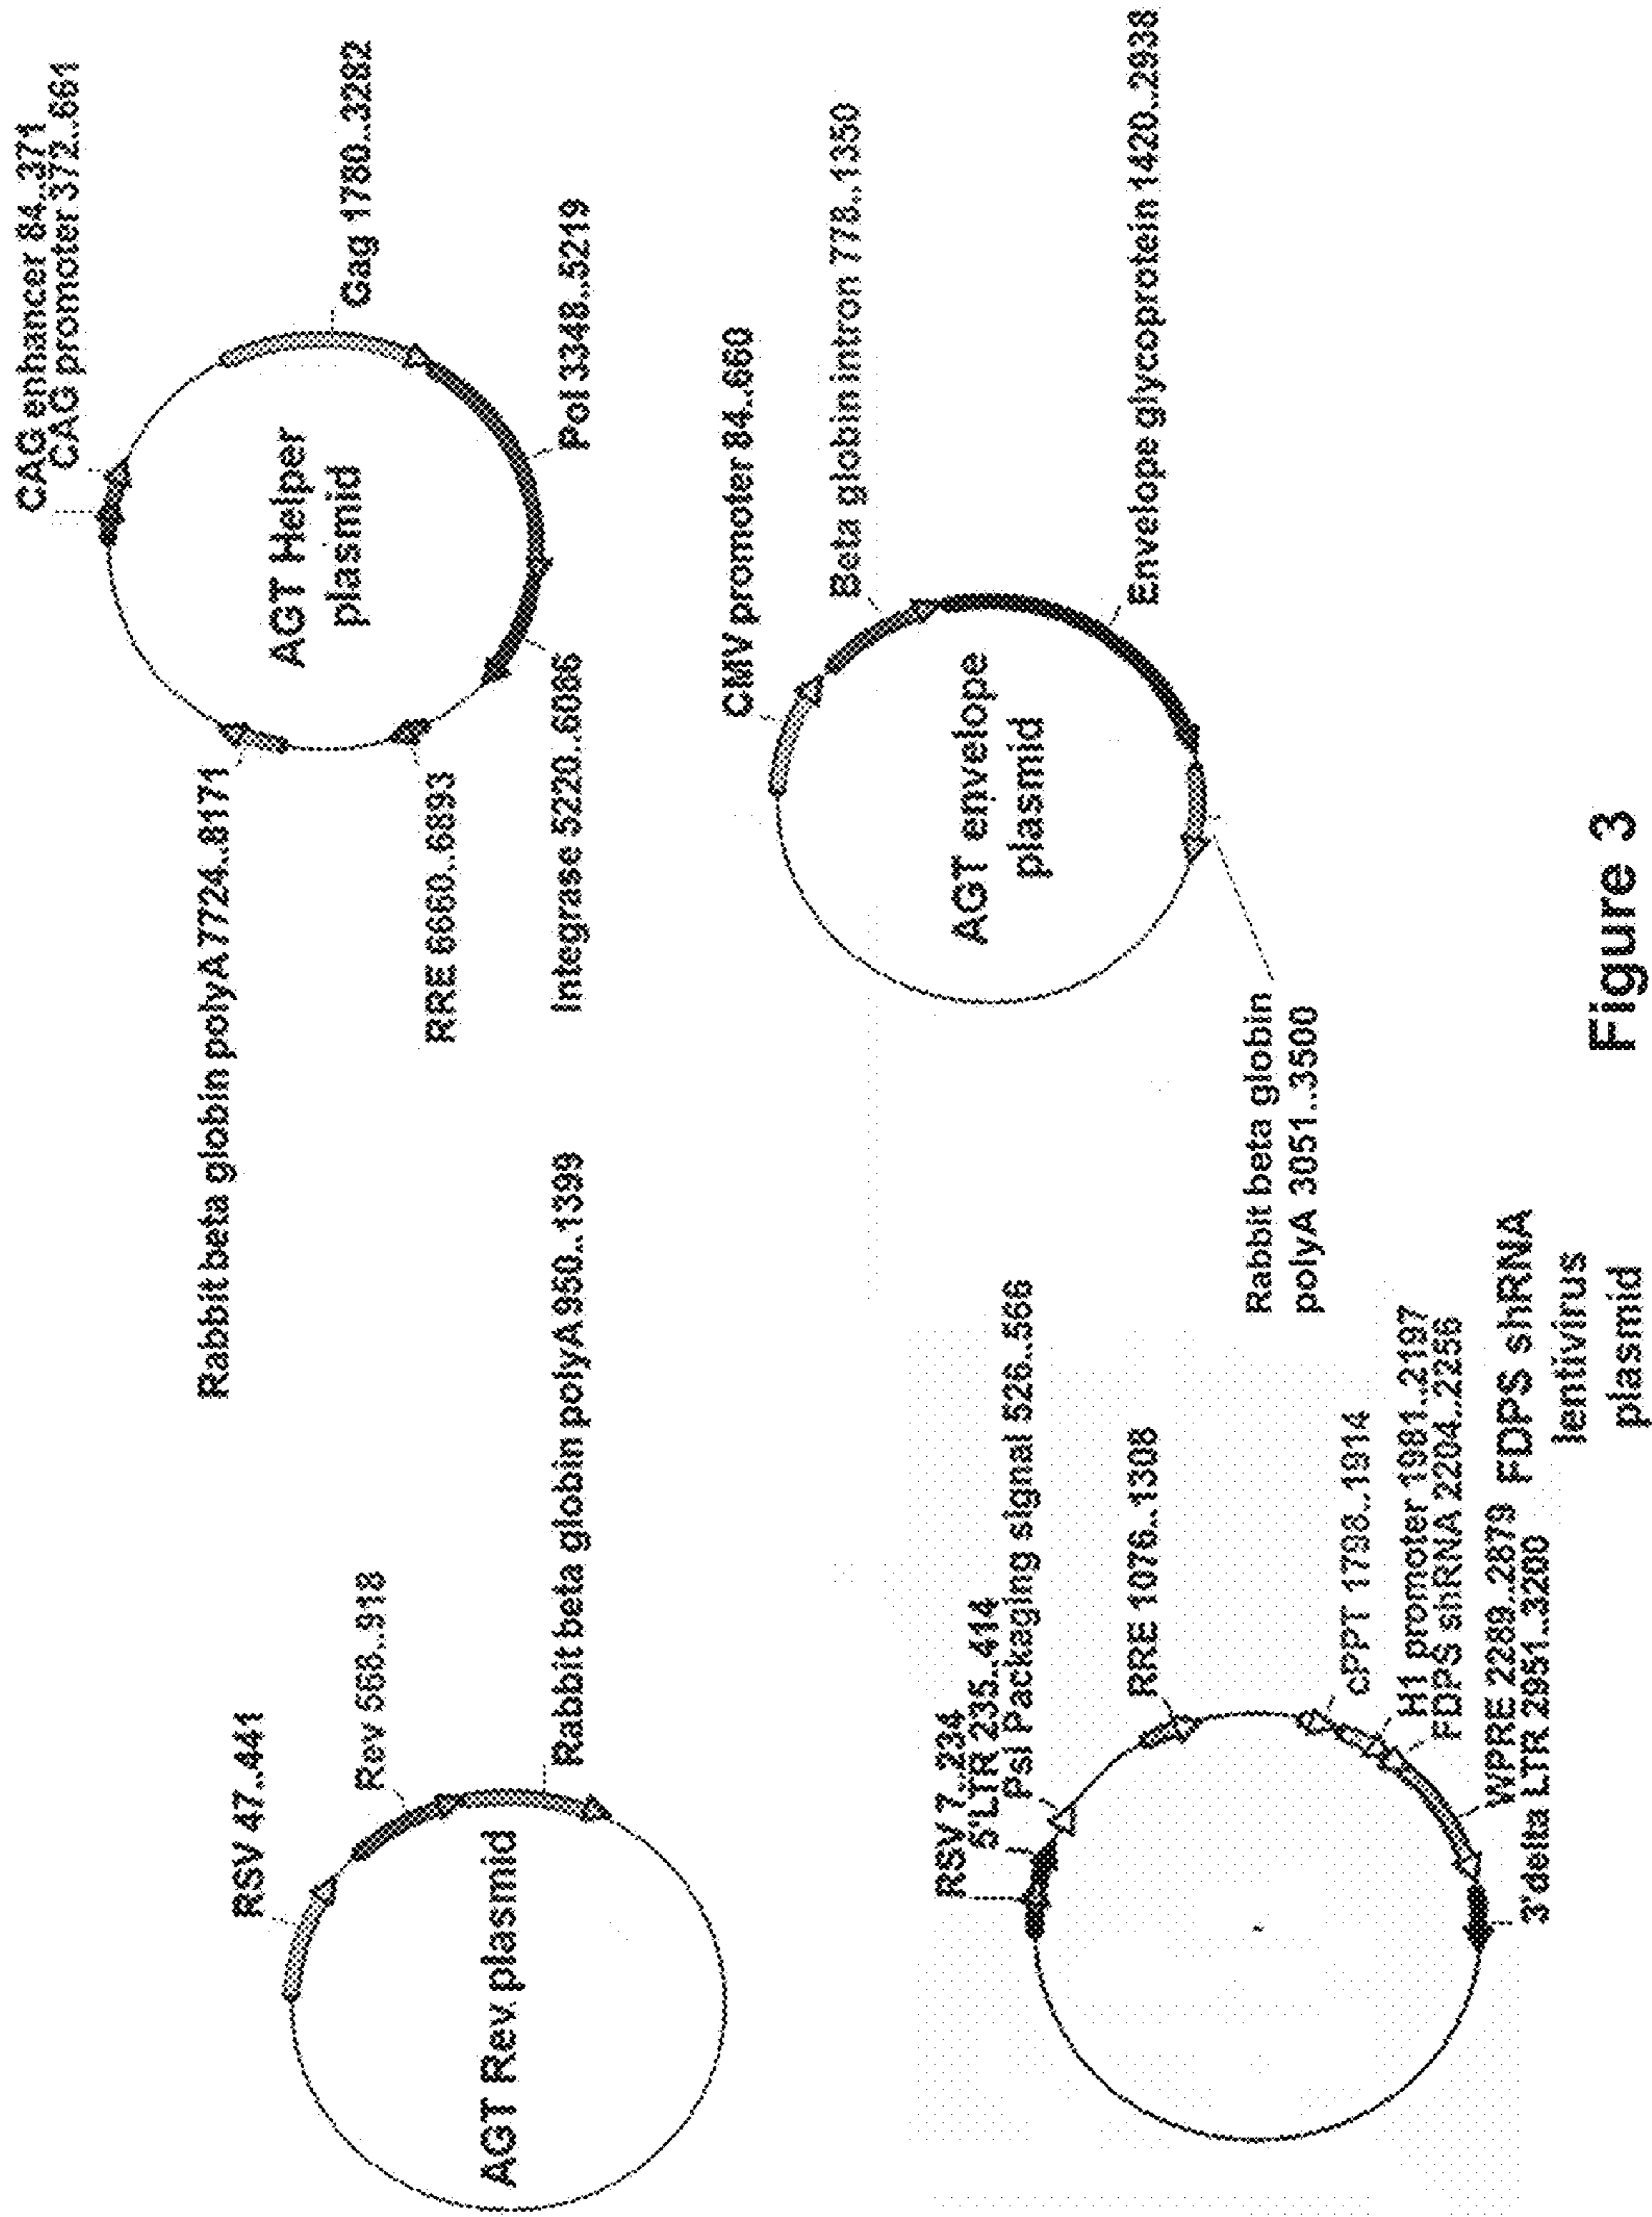 RSV 47..441
Rev 568..918
Rabbit beta globin polyA 950..1399
AGT Rev plasmid
CAG enhancer 84..371
CAG promoter 372..661
Gag 1780..3282
Pol 3348..5219
Integrase 5220..6086
RRE 6660..6893
Rabbit beta globin polyA 7724..8171
AGT Helper
plasmid
RSV 7..234
5'LTR 235..414
Psi Packaging signal 526..566
RRE 1076..1308
cPPT 1798..1914
H1 promoter 1981..2197
FDPS shRNA 2204..2256
WPRE 2289..2879
3'delta LTR 2951..3200
FDPS shRNA
lentivirus
plasmid
CMV promoter 84..660
Beta globin intron 778..1350
Envelope glycoprotein 1420..2938
Rabbit beta globin
polyA 3051..3500
AGT envelope
plasmid
Figure 3